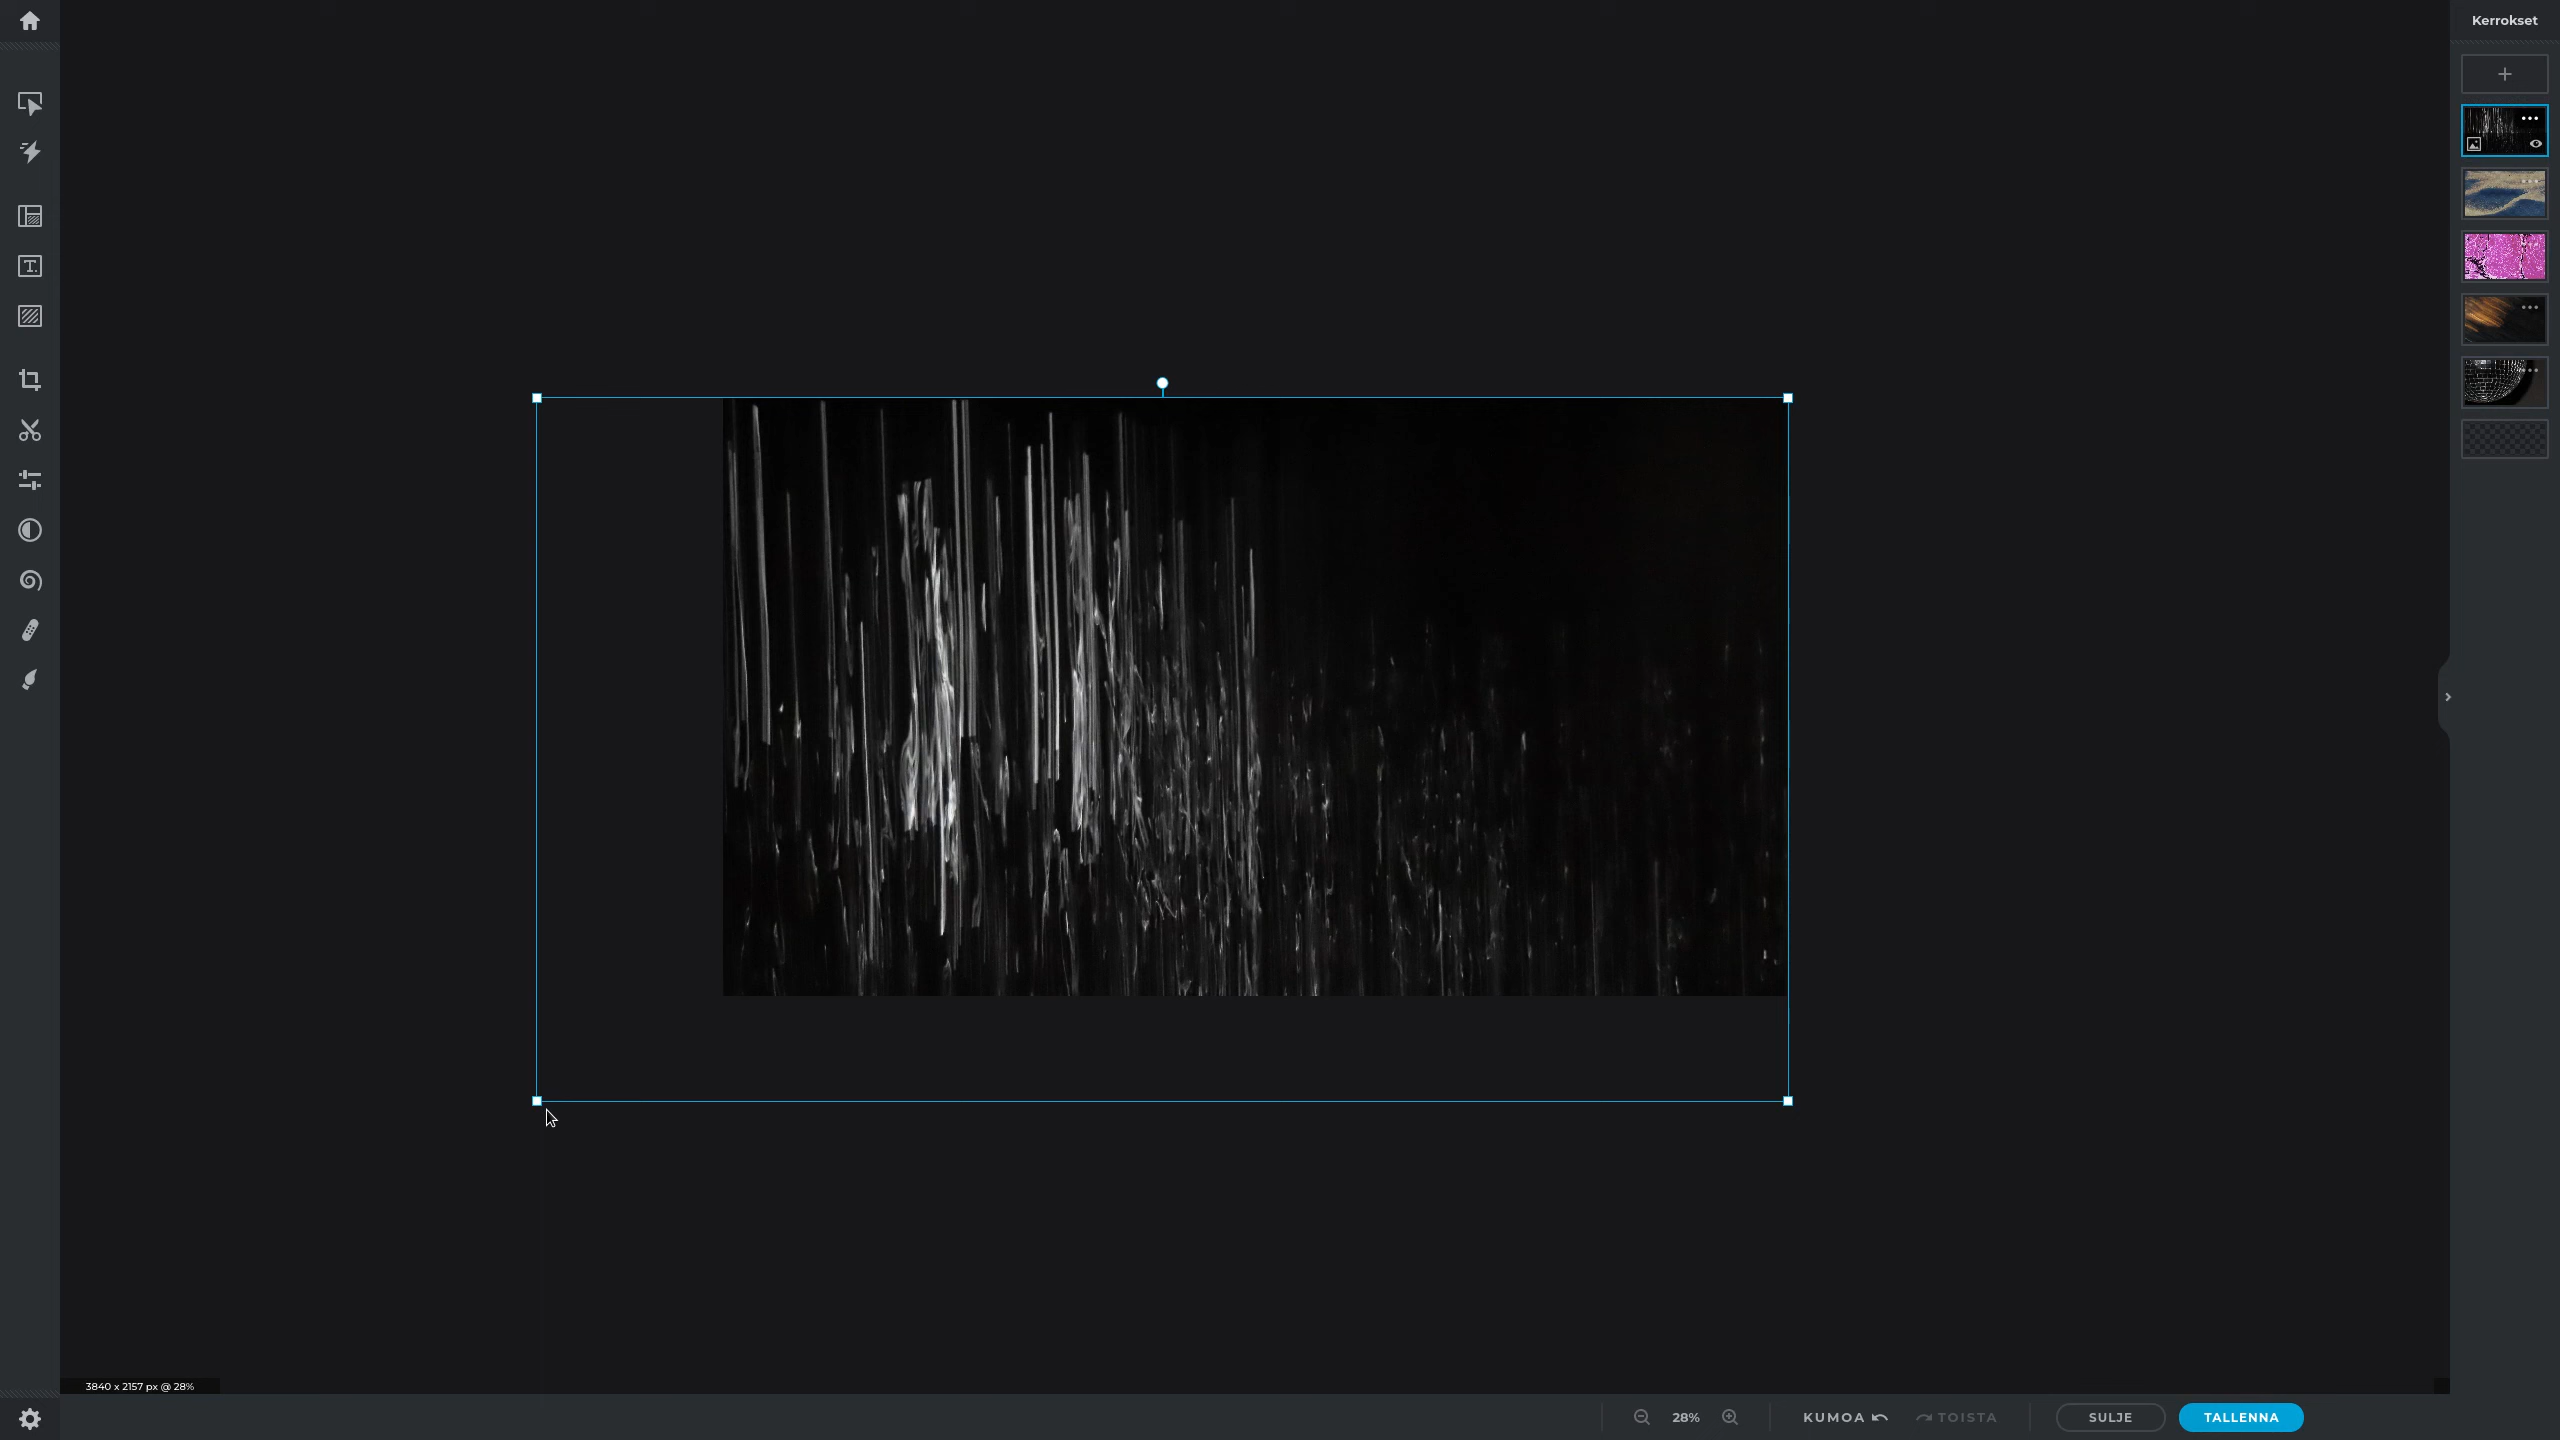 Kerrokset
3840 x 2157 px @ 28%
28%
KUMOA
TOISTA
SULJE
TALLENNA